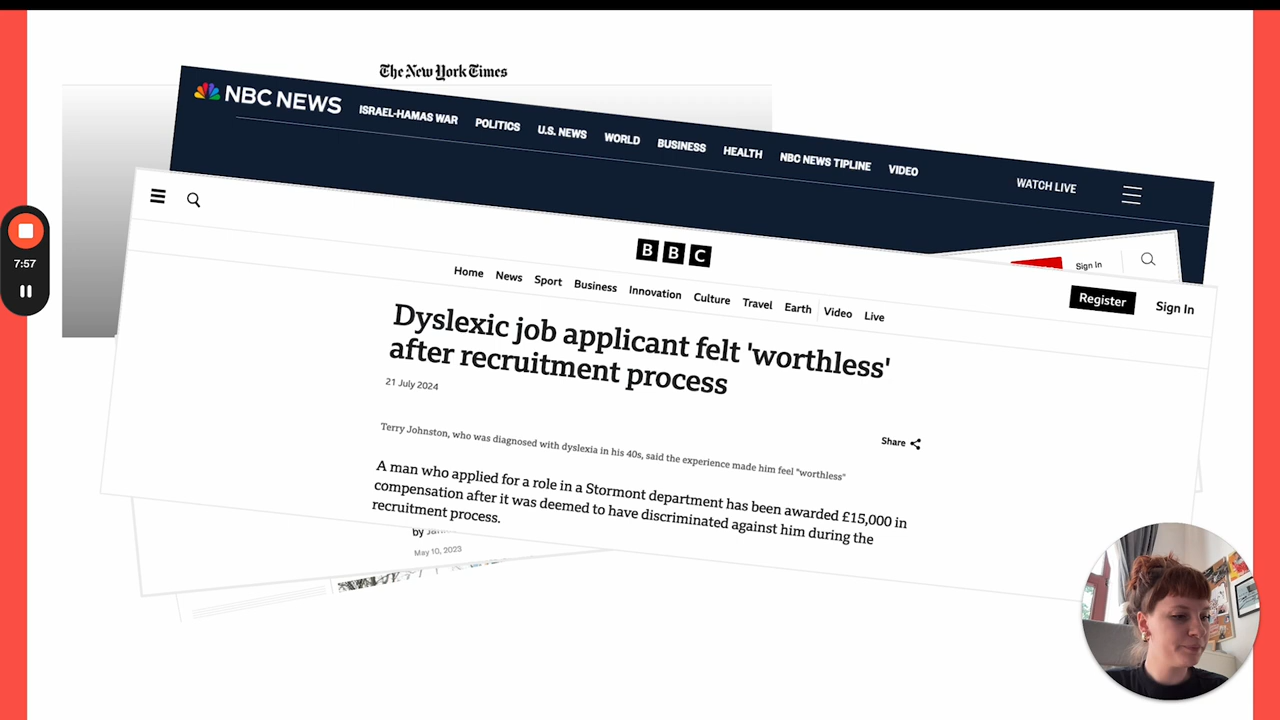 The New York Times
NBC NEWS
ISRAEL-HAMAS WAR POLITICS U.S. NEWS WORLD BUSINESS HEALTH NBC NEWS TIPLINE VIDEO
WATCH LIVE
Sign In
BBC
Home News Sport Business Innovation Culture Travel Earth Video Live
Register Sign In
7:57
Dyslexic job applicant felt 'worthless'
after recruitment process
21 July 2024
Share
Terry Johnston, who was diagnosed with dyslexia in his 40s, said the experience made him feel "worthless"
A man who applied for a role in a Stormont department has been awarded £15,000 in
compensation after it was deemed to have discriminated against him during the
recruitment process.
by
May 10, 2023